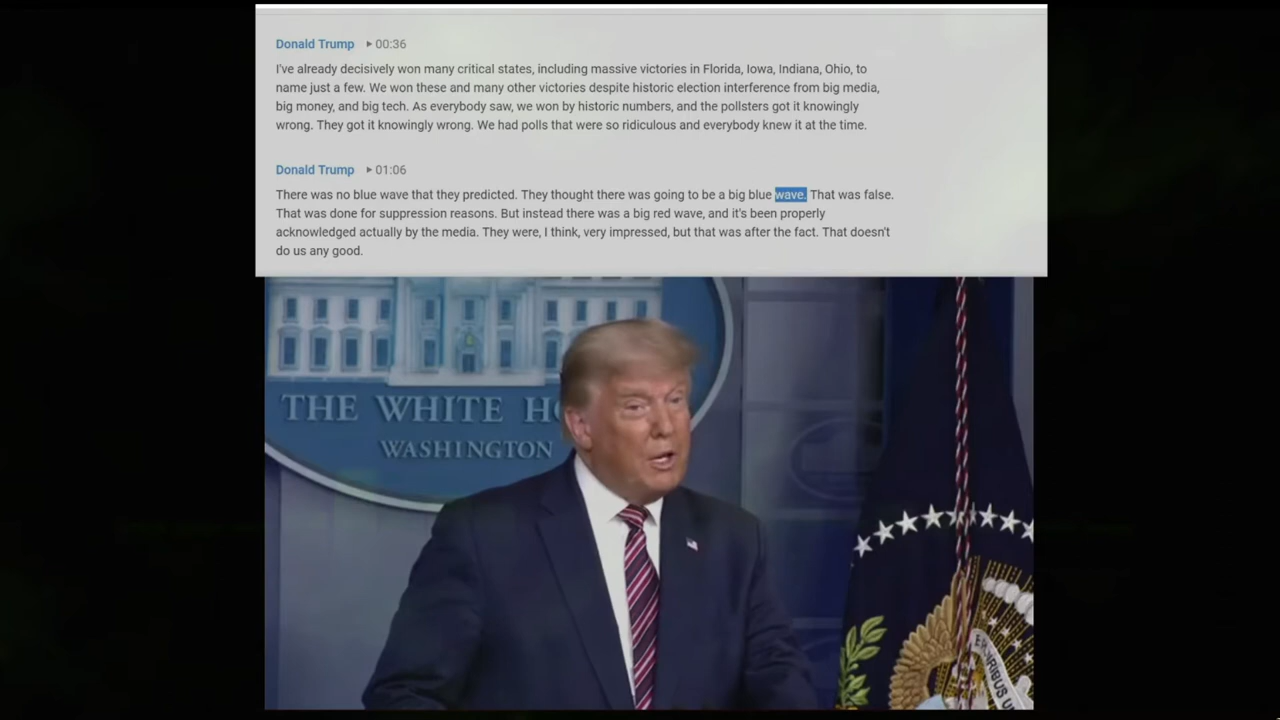 Donald Trump 00:36
I've already decisively won many critical states, including massive victories in Florida, Iowa, Indiana, Ohio, to
name just a few. We won these and many other victories despite historic election interference from big media,
big money, and big tech. As everybody saw, we won by historic numbers, and the pollsters got it knowingly
wrong. They got it knowingly wrong. We had polls that were so ridiculous and everybody knew it at the time.
Donald Trump 01:06
There was no blue wave that they predicted. They thought there was going to be a big blue wave. That was false.
That was done for suppression reasons. But instead there was a big red wave, and it's been properly
acknowledged actually by the media. They were, I think, very impressed, but that was after the fact. That doesn't
do us any good.
THE WHITE HO
WASHINGTON